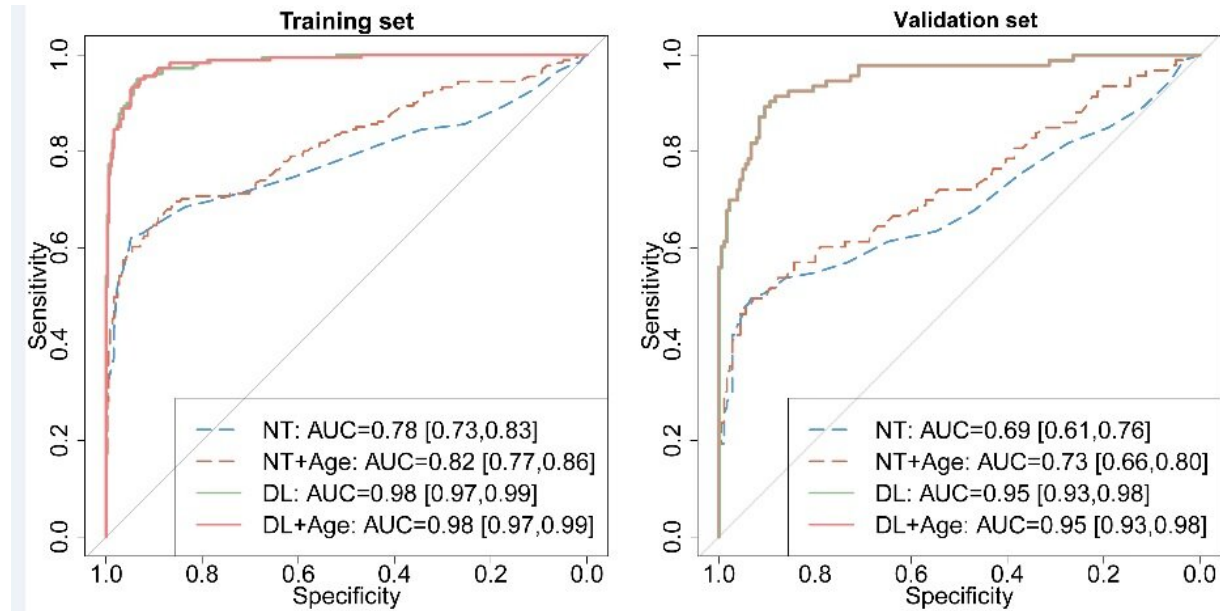 Training set
1.0
0.8
0.6
0.4
0.2
0.0
Sensitivity
NT: AUC=0.78 [0.73,0.83]
NT+Age: AUC=0.82 [0.77,0.86]
DL: AUC=0.98 [0.97,0.99]
DL+Age: AUC=0.98 [0.97,0.99]
1.0 0.8 0.6 0.4 0.2 0.0
Specificity
Validation set
1.0
0.8
0.6
0.4
0.2
0.0
Sensitivity
NT: AUC=0.69 [0.61,0.76]
NT+Age: AUC=0.73 [0.66,0.80]
DL: AUC=0.95 [0.93,0.98]
DL+Age: AUC=0.95 [0.93,0.98]
1.0 0.8 0.6 0.4 0.2 0.0
Specificity